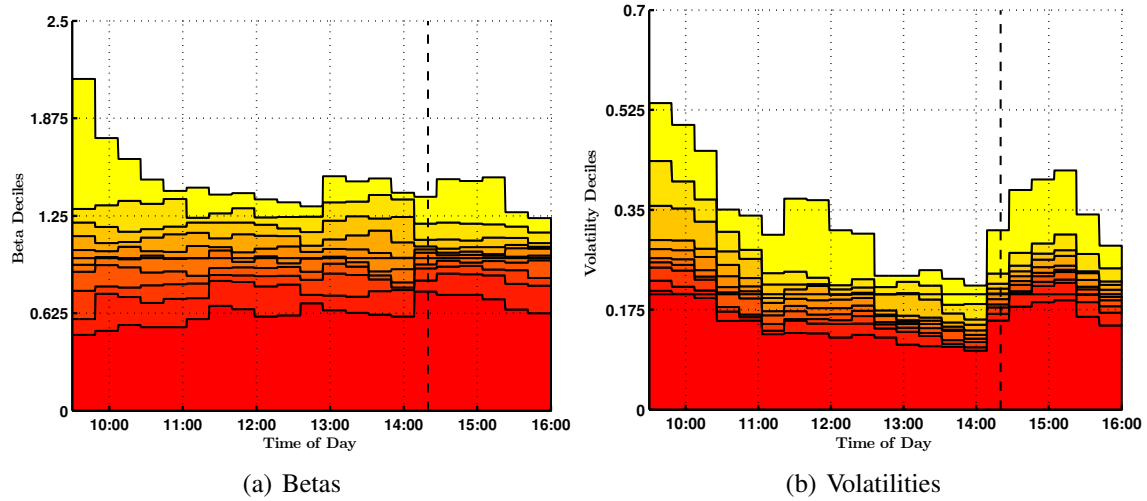 2.5
1.875
1.25
0.625
0
Beta Deciles
10:00 11:00 12:00 13:00 14:00 15:00 16:00
Time of Day
(a) Betas
0.7
0.525
0.35
0.175
0
Volatility Deciles
10:00 11:00 12:00 13:00 14:00 15:00 16:00
Time of Day
(b) Volatilities